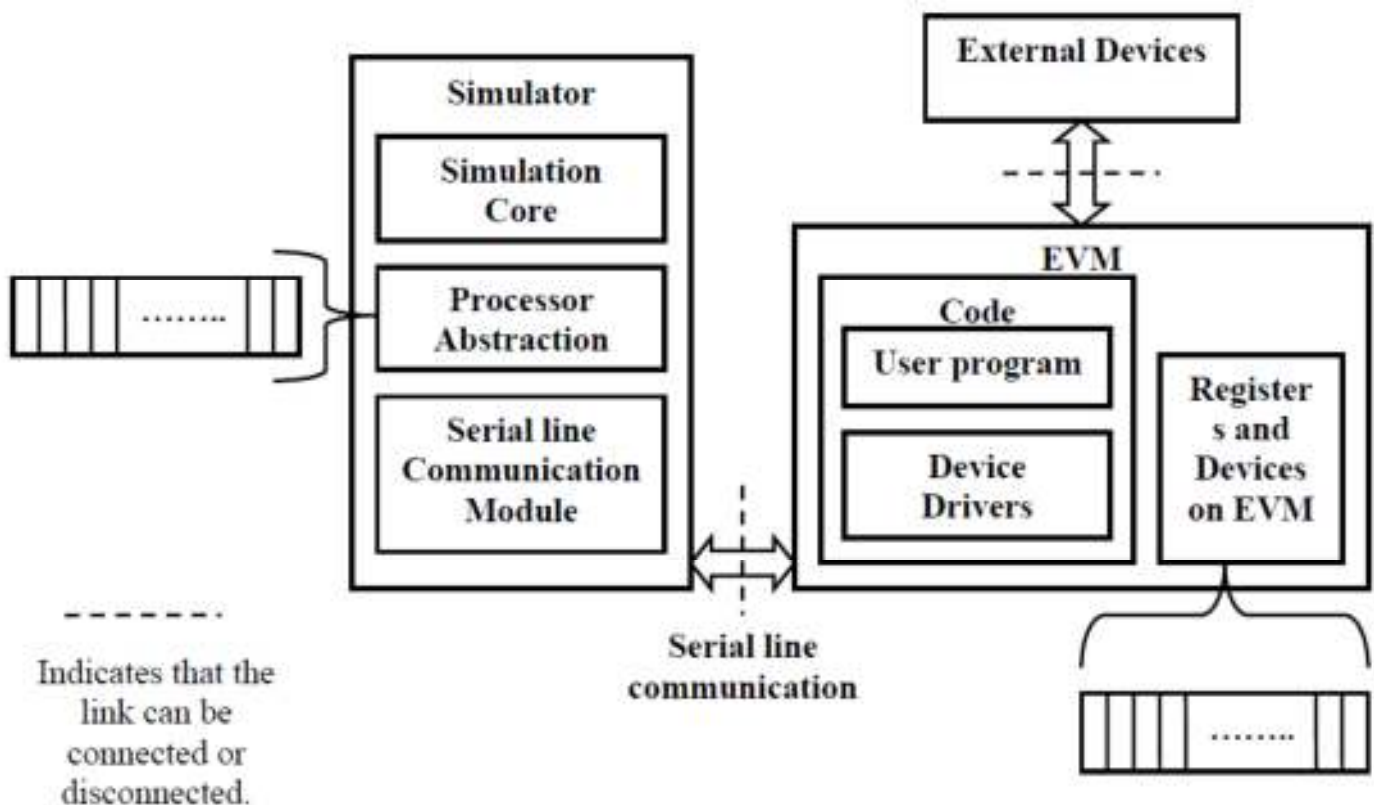 Simulator
Simulation
Core
Processor
Abstraction
Serial line
Communication
Module
........
External Devices
EVM
Code
User program
Device
Drivers
Register
s and
Devices
on EVM
Serial line
communication
........
Indicates that the
link can be
connected or
disconnected.